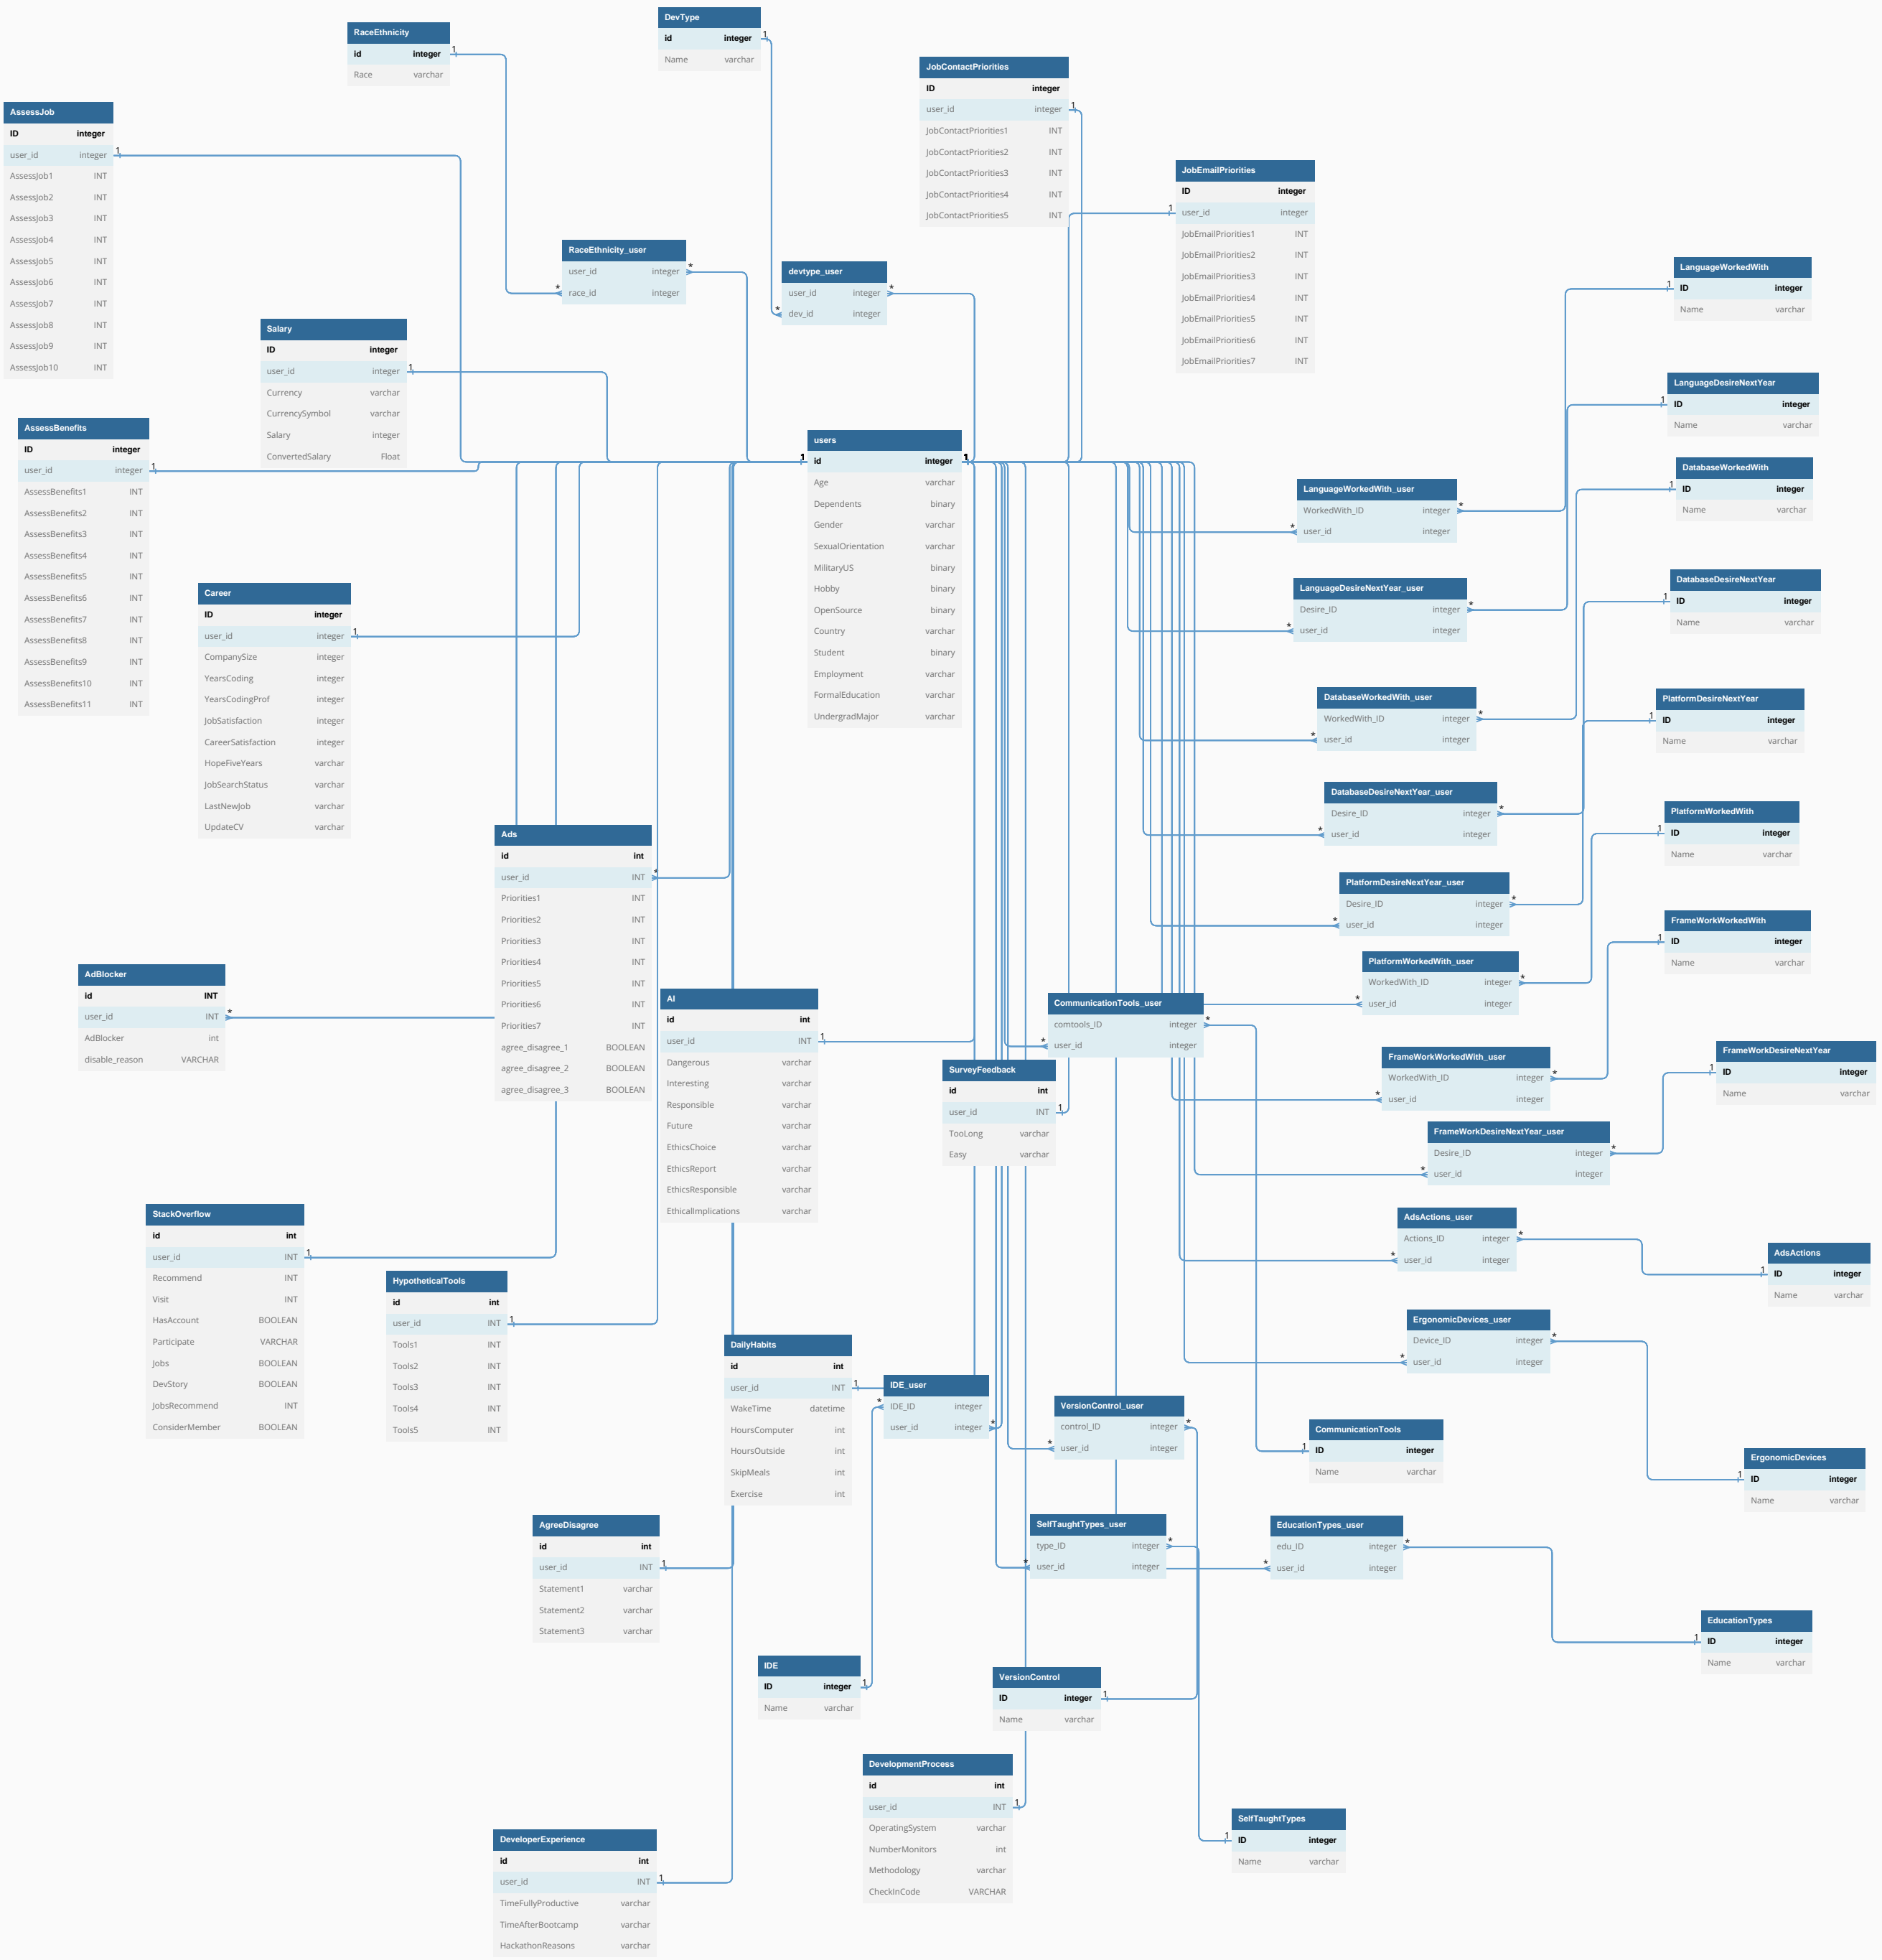 RaceEthnicity
id integer
Race varchar
DevType
id integer
Name varchar
JobContactPriorities
ID integer
user_id integer
JobContactPriorities1 INT
JobContactPriorities2 INT
JobContactPriorities3 INT
JobContactPriorities4 INT
JobContactPriorities5 INT
AssessJob
ID integer
user_id integer
AssessJob1 INT
AssessJob2 INT
AssessJob3 INT
AssessJob4 INT
AssessJob5 INT
AssessJob6 INT
AssessJob7 INT
AssessJob8 INT
AssessJob9 INT
AssessJob10 INT
JobEmailPriorities
ID integer
user_id integer
JobEmailPriorities1 INT
JobEmailPriorities2 INT
JobEmailPriorities3 INT
JobEmailPriorities4 INT
JobEmailPriorities5 INT
JobEmailPriorities6 INT
JobEmailPriorities7 INT
RaceEthnicity_user
user_id integer
race_id integer
devtype_user
user_id integer
dev_id integer
LanguageWorkedWith
ID integer
Name varchar
Salary
ID integer
user_id integer
Currency varchar
CurrencySymbol varchar
Salary integer
ConvertedSalary Float
LanguageDesireNextYear
ID integer
Name varchar
AssessBenefits
ID integer
user_id integer
AssessBenefits1 INT
AssessBenefits2 INT
AssessBenefits3 INT
AssessBenefits4 INT
AssessBenefits5 INT
AssessBenefits6 INT
AssessBenefits7 INT
AssessBenefits8 INT
AssessBenefits9 INT
AssessBenefits10 INT
AssessBenefits11 INT
users
id integer
Age varchar
Dependents binary
Gender varchar
SexualOrientation varchar
MilitaryUS binary
Hobby binary
OpenSource binary
Country varchar
Student binary
Employment varchar
FormalEducation varchar
UndergradMajor varchar
DatabaseWorkedWith
ID integer
Name varchar
LanguageWorkedWith_user
WorkedWith_ID integer
user_id integer
DatabaseDesireNextYear
ID integer
Name varchar
LanguageDesireNextYear_user
Desire_ID integer
user_id integer
Career
ID integer
user_id integer
CompanySize integer
YearsCoding integer
YearsCodingProf integer
JobSatisfaction integer
CareerSatisfaction integer
HopeFiveYears varchar
JobSearchStatus varchar
LastNewJob varchar
UpdateCV varchar
DatabaseWorkedWith_user
WorkedWith_ID integer
user_id integer
PlatformDesireNextYear
ID integer
Name varchar
DatabaseDesireNextYear_user
Desire_ID integer
user_id integer
PlatformWorkedWith
ID integer
Name varchar
Ads
id int
user_id INT
Priorities1 INT
Priorities2 INT
Priorities3 INT
Priorities4 INT
Priorities5 INT
Priorities6 INT
Priorities7 INT
agree_disagree_1 BOOLEAN
agree_disagree_2 BOOLEAN
agree_disagree_3 BOOLEAN
PlatformDesireNextYear_user
Desire_ID integer
user_id integer
FrameWorkWorkedWith
ID integer
Name varchar
PlatformWorkedWith_user
WorkedWith_ID integer
user_id integer
AdBlocker
id INT
user_id INT
AdBlocker int
disable_reason VARCHAR
AI
id int
user_id INT
Dangerous varchar
Interesting varchar
Responsible varchar
Future varchar
EthicsChoice varchar
EthicsReport varchar
EthicsResponsible varchar
EthicalImplications varchar
CommunicationTools_user
comtools_ID integer
user_id integer
FrameWorkWorkedWith_user
WorkedWith_ID integer
user_id integer
FrameWorkDesireNextYear
ID integer
Name varchar
SurveyFeedback
id int
user_id INT
TooLong varchar
Easy varchar
FrameWorkDesireNextYear_user
Desire_ID integer
user_id integer
StackOverflow
id int
user_id INT
Recommend INT
Visit INT
HasAccount BOOLEAN
Participate VARCHAR
Jobs BOOLEAN
DevStory BOOLEAN
JobsRecommend INT
ConsiderMember BOOLEAN
AdsActions_user
Actions_ID integer
user_id integer
AdsActions
ID integer
Name varchar
HypotheticalTools
id int
user_id INT
Tools1 INT
Tools2 INT
Tools3 INT
Tools4 INT
Tools5 INT
ErgonomicDevices_user
Device_ID integer
user_id integer
DailyHabits
id int
user_id INT
WakeTime datetime
HoursComputer int
HoursOutside int
SkipMeals int
Exercise int
IDE_user
IDE_ID integer
user_id integer
VersionControl_user
control_ID integer
user_id integer
CommunicationTools
ID integer
Name varchar
ErgonomicDevices
ID integer
Name varchar
AgreeDisagree
id int
user_id INT
Statement1 varchar
Statement2 varchar
Statement3 varchar
SelfTaughtTypes_user
type_ID integer
user_id integer
EducationTypes_user
edu_ID integer
user_id integer
EducationTypes
ID integer
Name varchar
IDE
ID integer
Name varchar
VersionControl
ID integer
Name varchar
DevelopmentProcess
id int
user_id INT
OperatingSystem varchar
NumberMonitors int
Methodology varchar
CheckInCode VARCHAR
SelfTaughtTypes
ID integer
Name varchar
DeveloperExperience
id int
user_id INT
TimeFullyProductive varchar
TimeAfterBootcamp varchar
HackathonReasons varchar